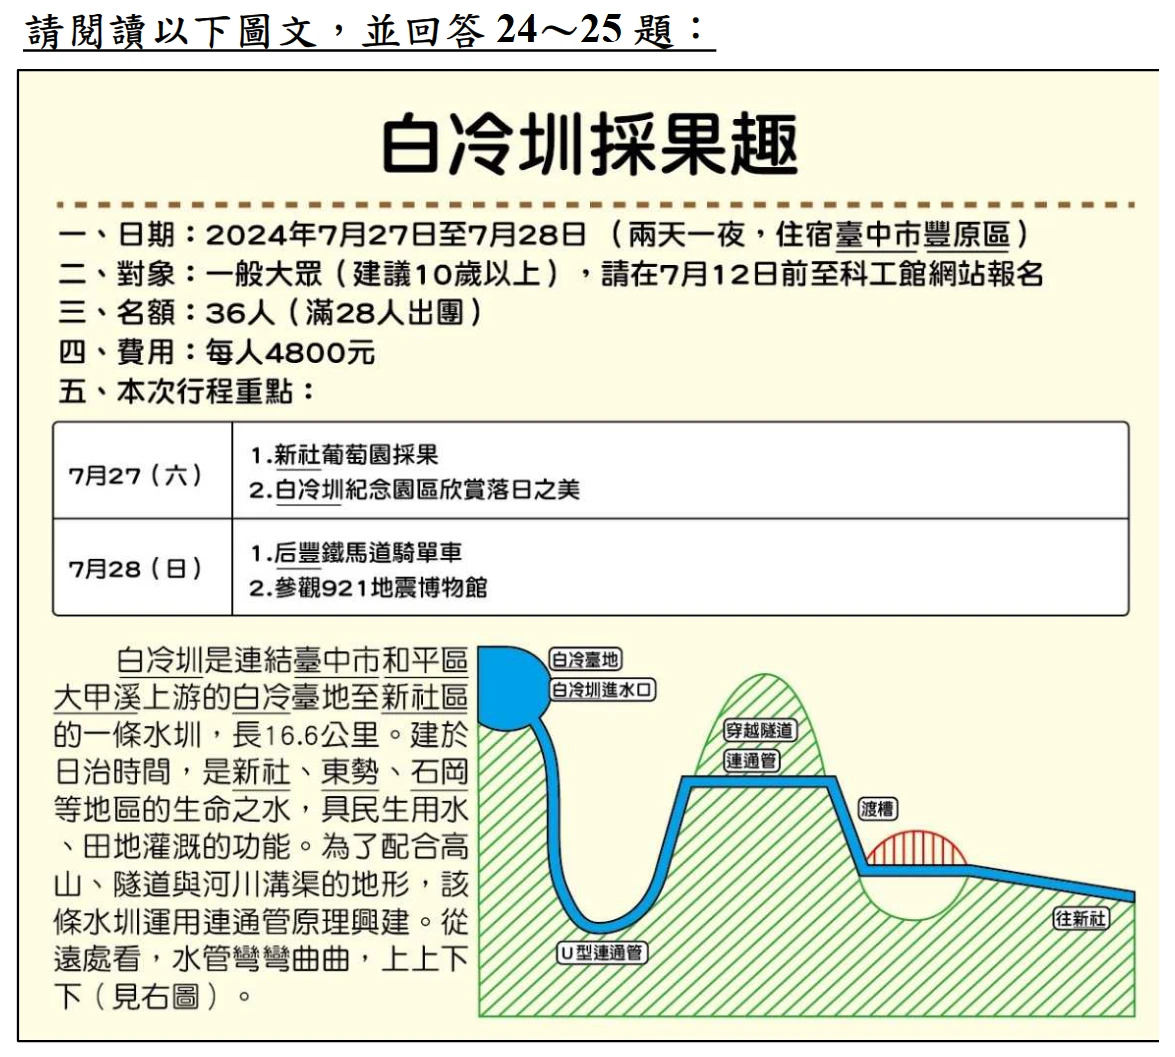 請閱讀以下圖文，並回答 24～25 題：
白冷圳採果趣
一、日期：2024年7月27日至7月28日（兩天一夜，住宿臺中市豐原區）
二、對象：一般大眾（建議10歲以上），請在7月12日前至科工館網站報名
三、名額：36人（滿28人出團）
四、費用：每人4800元
五、本次行程重點：
7月27（六）
1.新社葡萄園採果
2.白冷圳紀念園區欣賞落日之美
7月28（日）
1.后豐鐵馬道騎單車
2.參觀921地震博物館
白冷圳是連結臺中市和平區
大甲溪上游的白冷臺地至新社區
的一條水圳，長16.6公里。建於
日治時間，是新社、東勢、石岡
等地區的生命之水，具民生用水
、田地灌溉的功能。為了配合高
山、隧道與河川溝渠的地形，該
條水圳運用連通管原理興建。從
遠處看，水管彎彎曲曲，上上下
下（見右圖）。
白冷臺地
白冷圳進水口
穿越隧道
連通管
渡槽
往新社
U型連通管